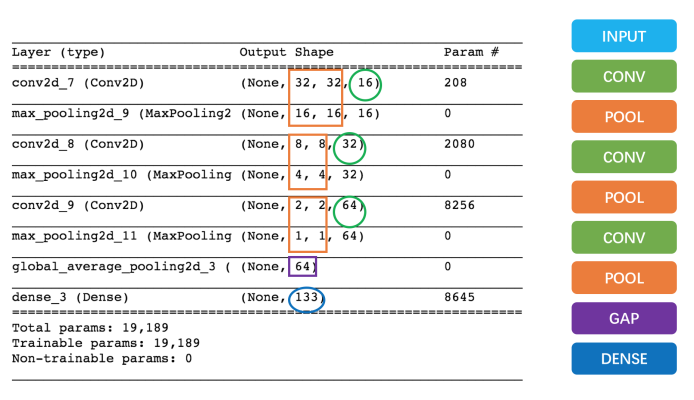 Layer (type) Output Shape Param #
=================================================================
conv2d_7 (Conv2D) (None, 32, 32, 16) 208
max_pooling2d_9 (MaxPooling2 (None, 16, 16, 16) 0
conv2d_8 (Conv2D) (None, 8, 8, 32) 2080
max_pooling2d_10 (MaxPooling (None, 4, 4, 32) 0
conv2d_9 (Conv2D) (None, 2, 2, 64) 8256
max_pooling2d_11 (MaxPooling (None, 1, 1, 64) 0
global_average_pooling2d_3 ( (None, 64) 0
dense_3 (Dense) (None, 133) 8645
=================================================================
Total params: 19,189
Trainable params: 19,189
Non-trainable params: 0
INPUT
CONV
POOL
CONV
POOL
CONV
POOL
GAP
DENSE